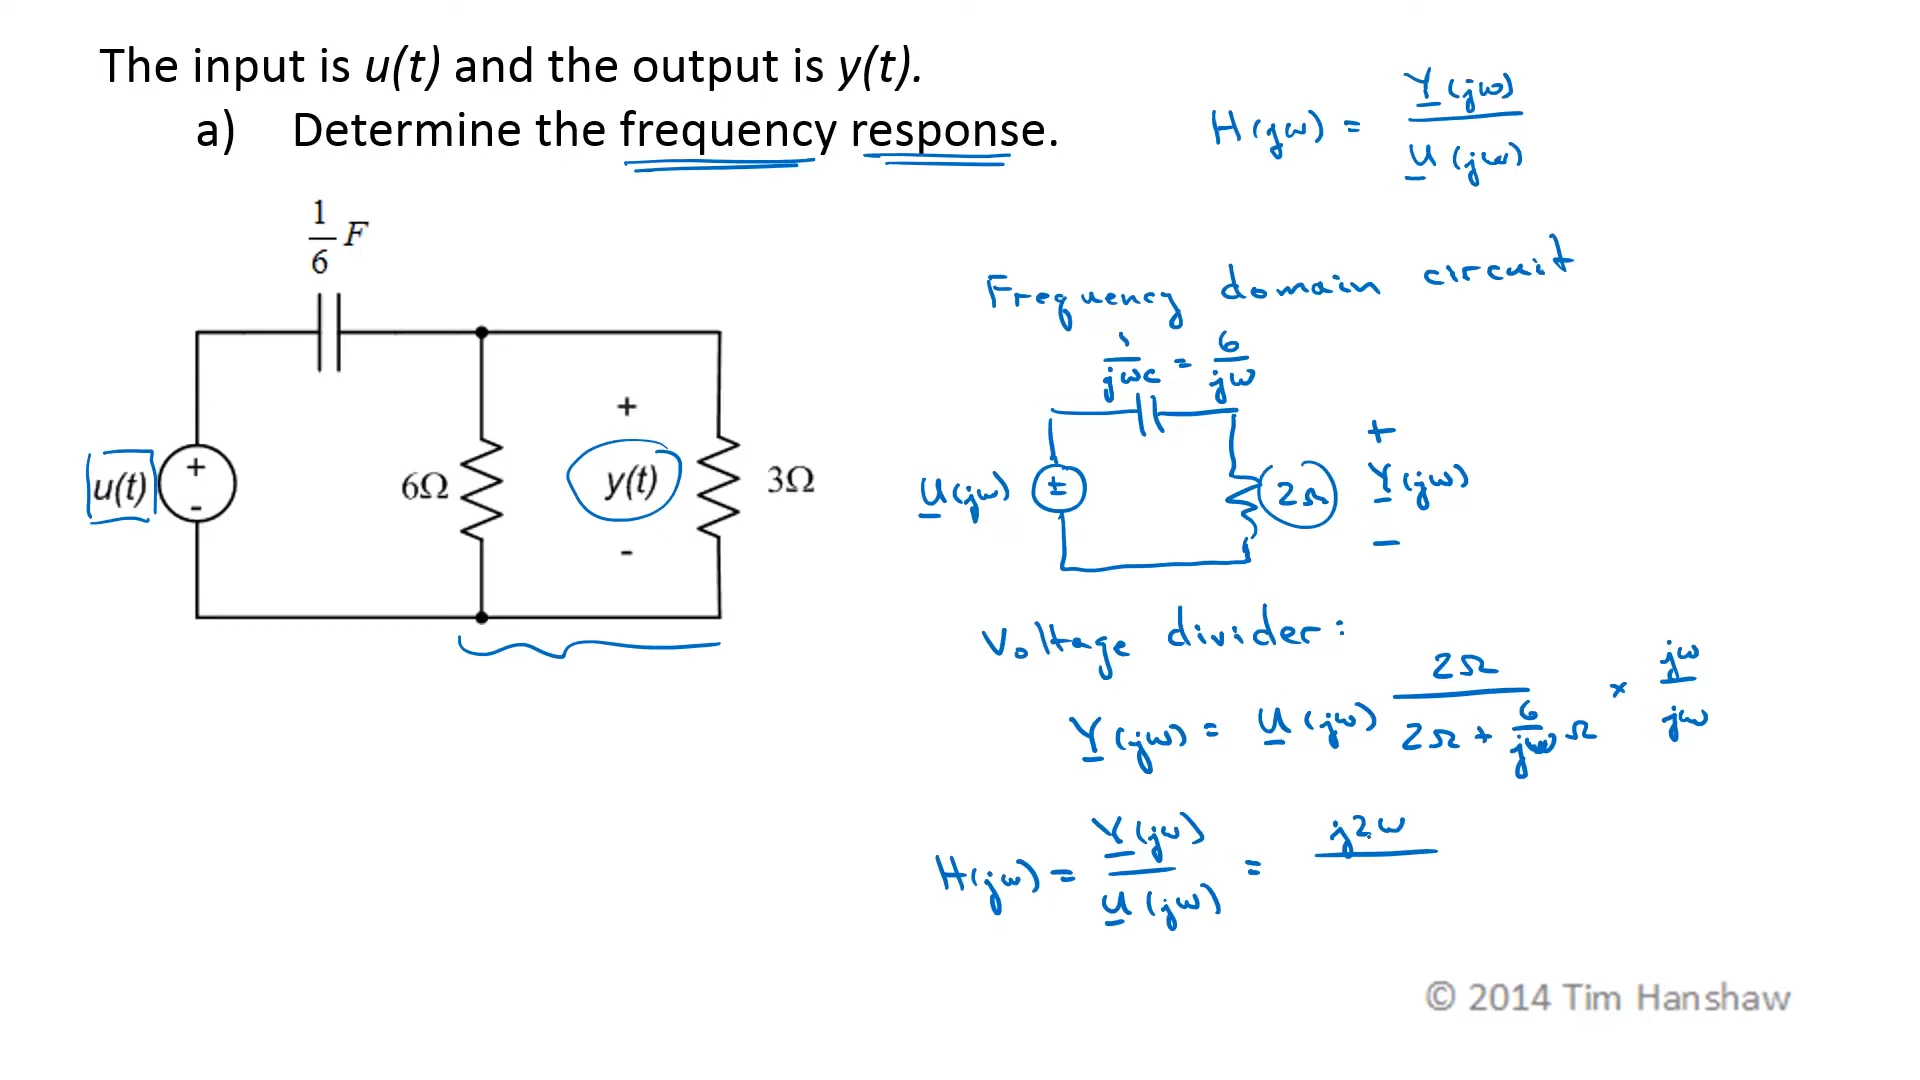 The input is u(t) and the output is y(t).
a) Determine the frequency response.
H(jω) = Y(jω) / U(jω)
1/6 F
u(t)
+
-
6Ω
+
y(t)
-
3Ω
Frequency domain circuit
1/jωc = 6/jω
U(jω)
±
2Ω
+
Y(jω)
-
Voltage divider:
Y(jω) = U(jω) 2Ω / (2Ω + 6/jω Ω) × jω/jω
H(jω) = Y(jω) / U(jω) = j2ω
© 2014 Tim Hanshaw